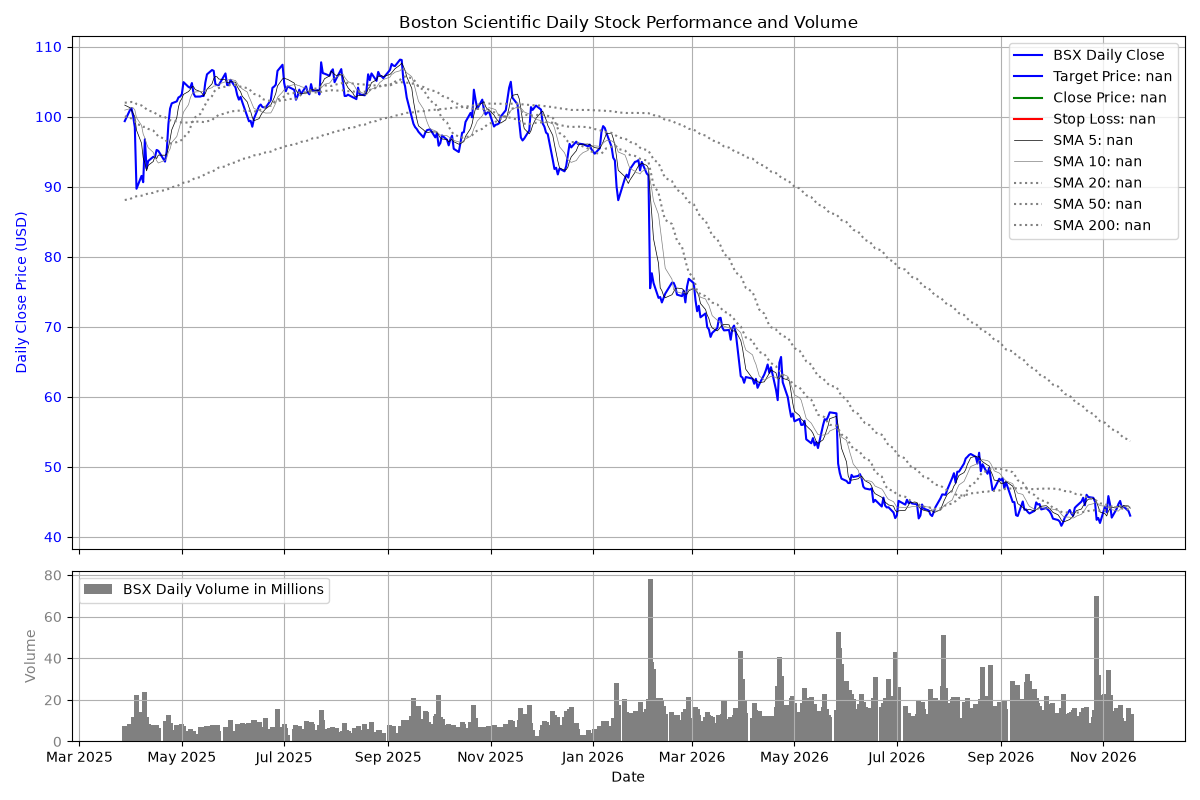 Boston Scientific Daily Stock Performance and Volume
110
100
90
80
70
60
50
40
Daily Close Price (USD)
BSX Daily Close
Target Price: nan
Close Price: nan
Stop Loss: nan
SMA 5: nan
SMA 10: nan
SMA 20: nan
SMA 50: nan
SMA 200: nan
80
60
40
20
0
Volume
BSX Daily Volume in Millions
Mar 2025 May 2025 Jul 2025 Sep 2025 Nov 2025 Jan 2026 Mar 2026 May 2026 Jul 2026 Sep 2026 Nov 2026
Date